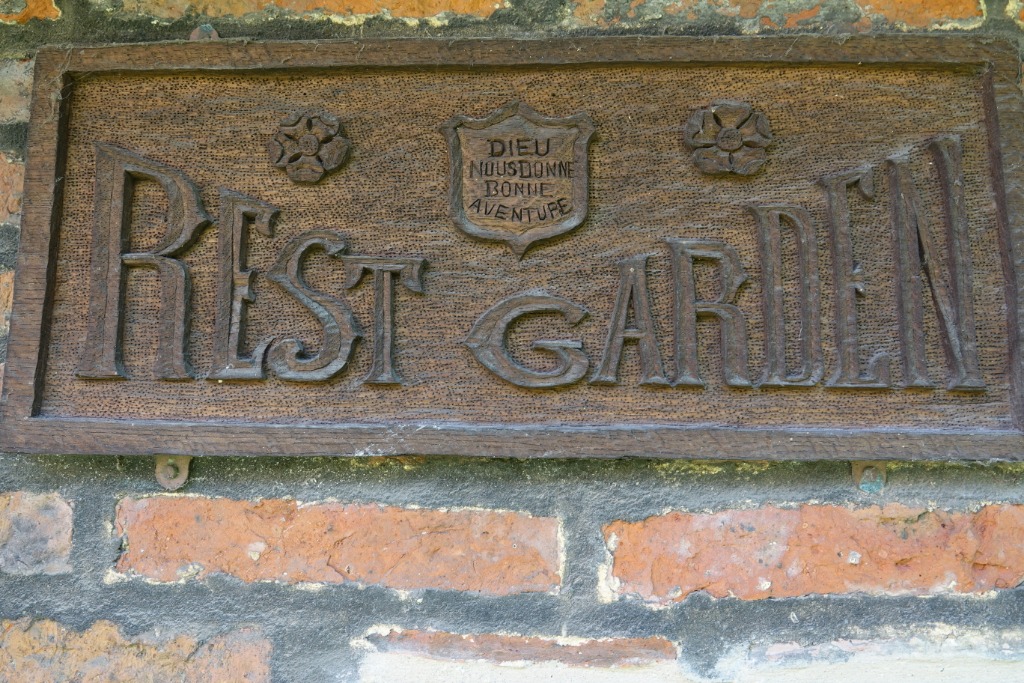 DIEU
NOUS DONNE
BONNE
AVENTURE
REST GARDEN